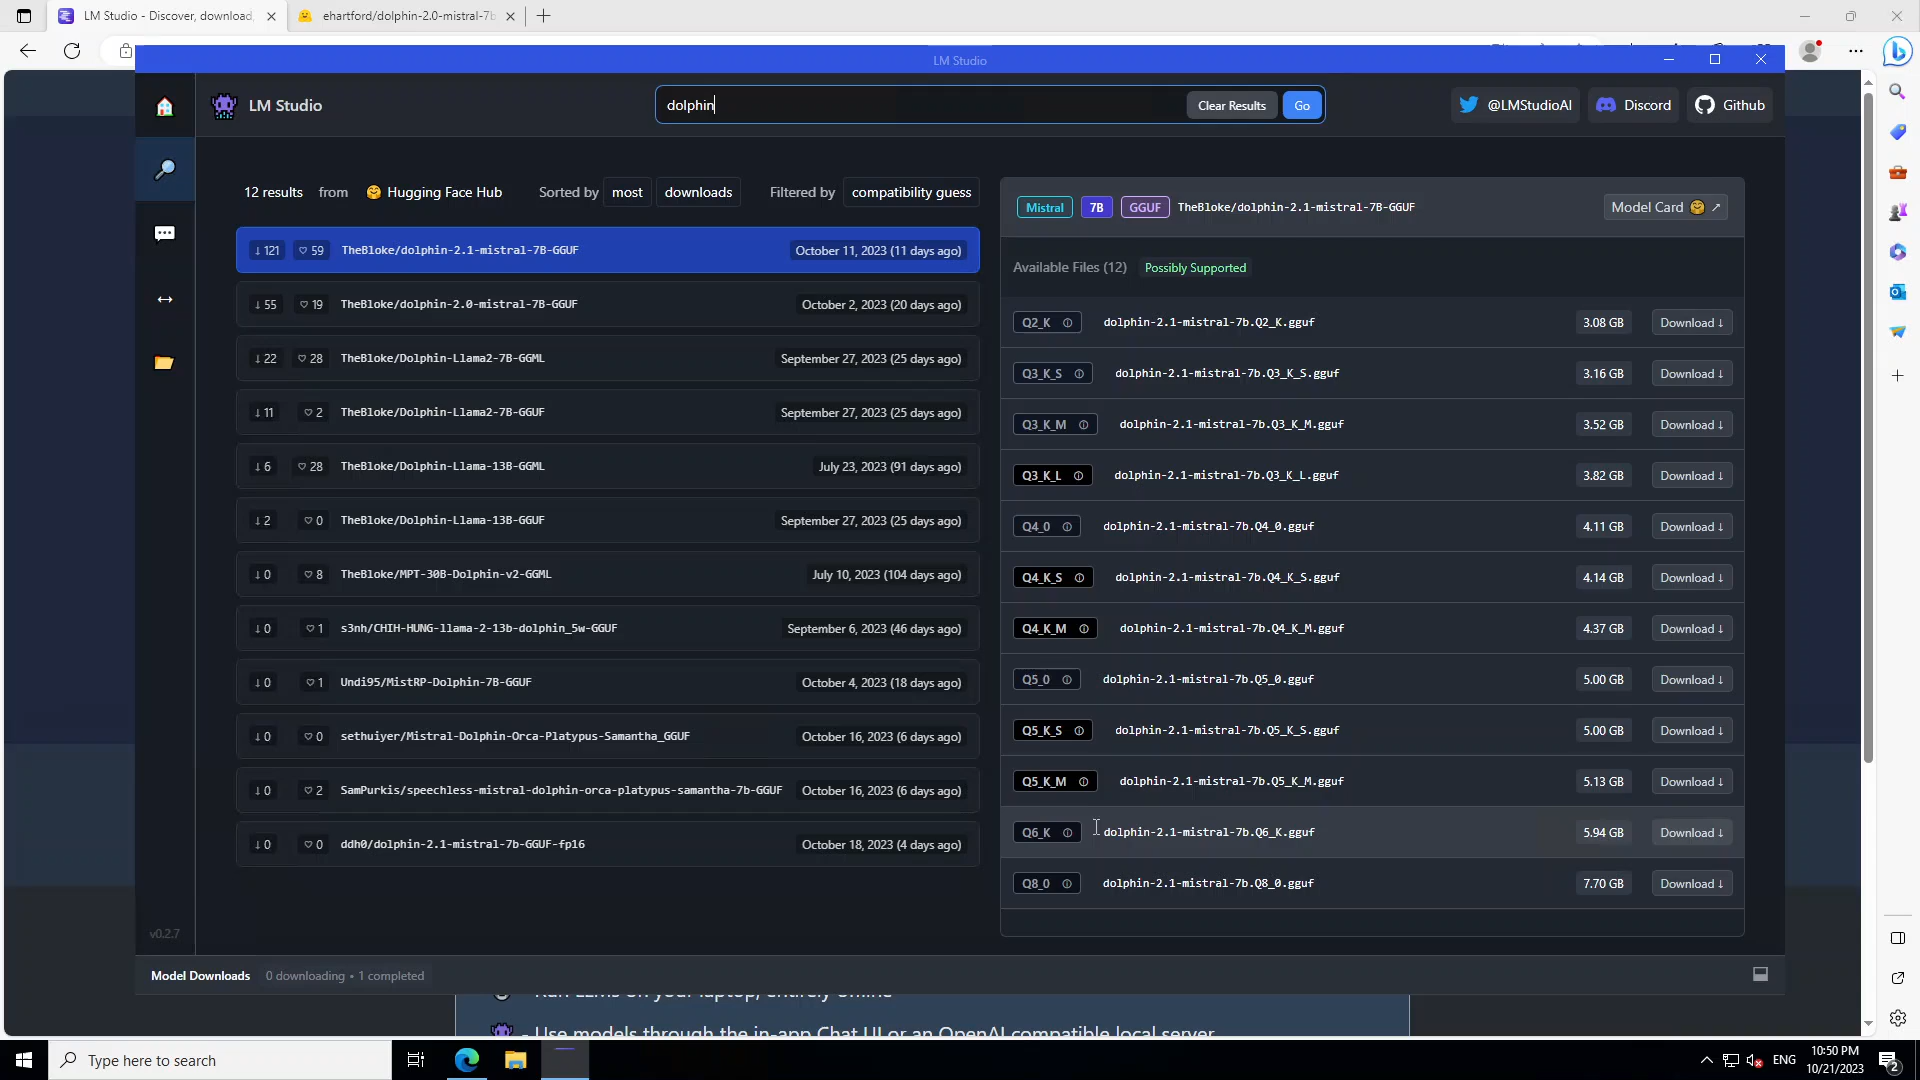 LM Studio - Discover, download,
ehartford/dolphin-2.0-mistral-7b
LM Studio
LM Studio
dolphin
Clear Results
Go
@LMStudioAI
Discord
Github
12 results from Hugging Face Hub
Sorted by most downloads
Filtered by compatibility guess
↓ 121 ♡ 59 TheBloke/dolphin-2.1-mistral-7B-GGUF October 11, 2023 (11 days ago)
↓ 55 ♡ 19 TheBloke/dolphin-2.0-mistral-7B-GGUF October 2, 2023 (20 days ago)
↓ 22 ♡ 28 TheBloke/Dolphin-Llama2-7B-GGML September 27, 2023 (25 days ago)
↓ 11 ♡ 2 TheBloke/Dolphin-Llama2-7B-GGUF September 27, 2023 (25 days ago)
↓ 6 ♡ 28 TheBloke/Dolphin-Llama-13B-GGML July 23, 2023 (91 days ago)
↓ 2 ♡ 0 TheBloke/Dolphin-Llama-13B-GGUF September 27, 2023 (25 days ago)
↓ 0 ♡ 8 TheBloke/MPT-30B-Dolphin-v2-GGML July 10, 2023 (104 days ago)
↓ 0 ♡ 1 s3nh/CHIH-HUNG-llama-2-13b-dolphin_5w-GGUF September 6, 2023 (46 days ago)
↓ 0 ♡ 1 Undi95/MistRP-Dolphin-7B-GGUF October 4, 2023 (18 days ago)
↓ 0 ♡ 0 sethuiyer/Mistral-Dolphin-Orca-Platypus-Samantha_GGUF October 16, 2023 (6 days ago)
↓ 0 ♡ 2 SamPurkis/speechless-mistral-dolphin-orca-platypus-samantha-7b-GGUF October 16, 2023 (6 days ago)
↓ 0 ♡ 0 ddh0/dolphin-2.1-mistral-7b-GGUF-fp16 October 18, 2023 (4 days ago)
Mistral 7B GGUF TheBloke/dolphin-2.1-mistral-7B-GGUF Model Card ↗
Available Files (12) Possibly Supported
Q2_K dolphin-2.1-mistral-7b.Q2_K.gguf 3.08 GB Download ↓
Q3_K_S dolphin-2.1-mistral-7b.Q3_K_S.gguf 3.16 GB Download ↓
Q3_K_M dolphin-2.1-mistral-7b.Q3_K_M.gguf 3.52 GB Download ↓
Q3_K_L dolphin-2.1-mistral-7b.Q3_K_L.gguf 3.82 GB Download ↓
Q4_0 dolphin-2.1-mistral-7b.Q4_0.gguf 4.11 GB Download ↓
Q4_K_S dolphin-2.1-mistral-7b.Q4_K_S.gguf 4.14 GB Download ↓
Q4_K_M dolphin-2.1-mistral-7b.Q4_K_M.gguf 4.37 GB Download ↓
Q5_0 dolphin-2.1-mistral-7b.Q5_0.gguf 5.00 GB Download ↓
Q5_K_S dolphin-2.1-mistral-7b.Q5_K_S.gguf 5.00 GB Download ↓
Q5_K_M dolphin-2.1-mistral-7b.Q5_K_M.gguf 5.13 GB Download ↓
Q6_K dolphin-2.1-mistral-7b.Q6_K.gguf 5.94 GB Download ↓
Q8_0 dolphin-2.1-mistral-7b.Q8_0.gguf 7.70 GB Download ↓
v0.2.7
Model Downloads 0 downloading • 1 completed
- Use models through the in-app Chat UI or an OpenAI compatible local server
Type here to search
ENG
10:50 PM
10/21/2023
2